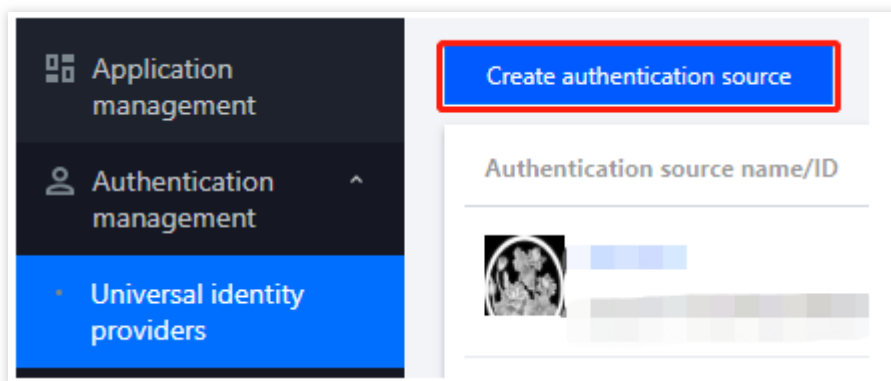 Application
management
Authentication
management
Universal identity
providers
Create authentication source
Authentication source name/ID